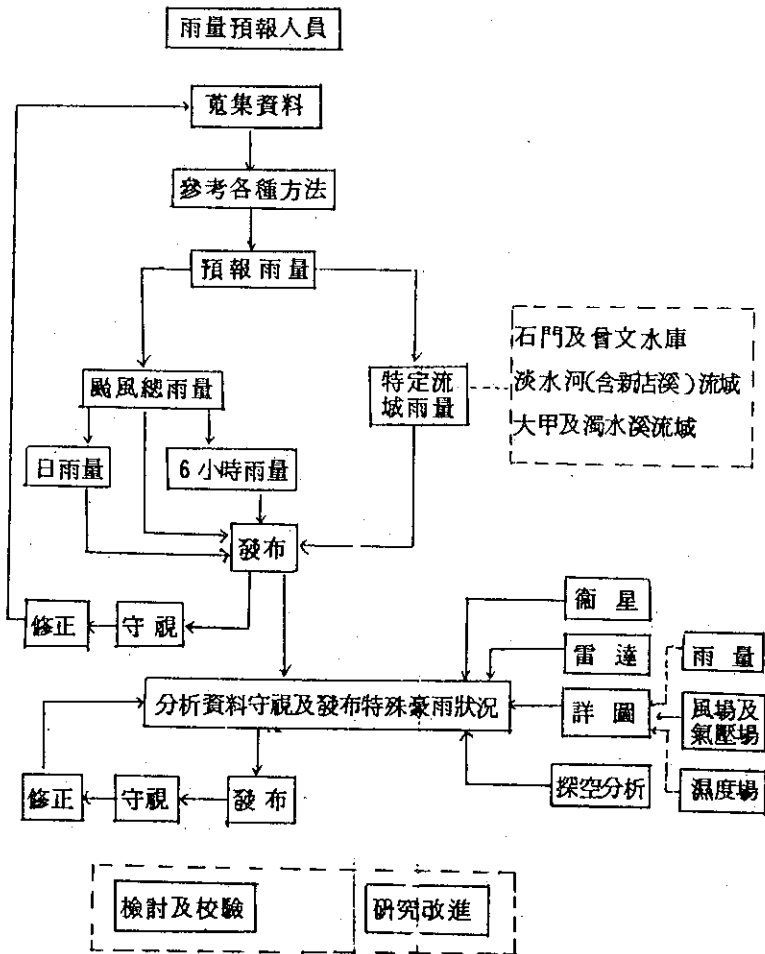 雨量預報人員
蒐集資料
參考各種方法
預報雨量
颱風總雨量
特定流
域雨量
石門及曾文水庫
淡水河(含新店溪)流域
大甲及濁水溪流域
日雨量
6小時雨量
發布
修正
守視
衞星
雷達
雨量
分析資料守視及發布特殊豪雨狀況
詳圖
風場及
氣壓場
修正
守視
發布
探空分析
濕度場
檢討及校驗
研究改進